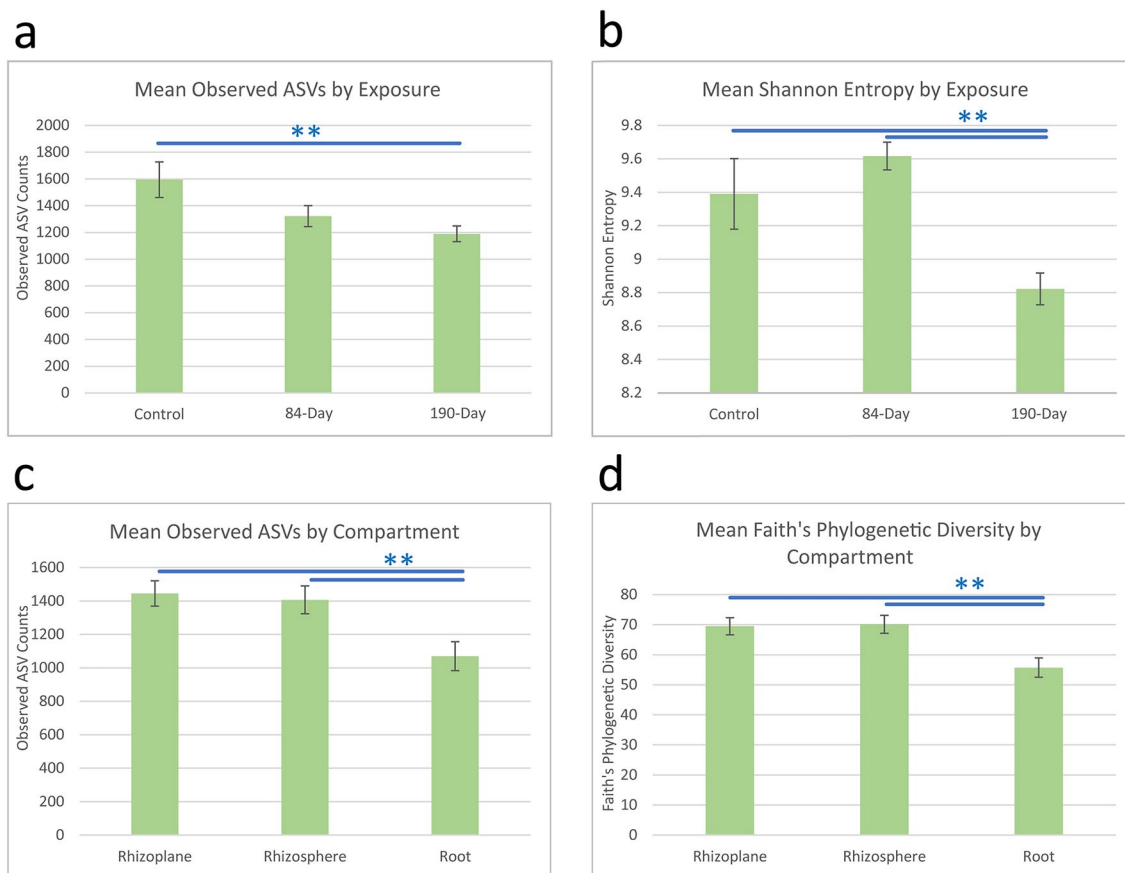 a
Mean Observed ASVs by Exposure
**
Observed ASV Counts
2000
1800
1600
1400
1200
1000
800
600
400
200
0
Control 84-Day 190-Day
b
Mean Shannon Entropy by Exposure
**
Shannon Entropy
9.8
9.6
9.4
9.2
9
8.8
8.6
8.4
8.2
Control 84-Day 190-Day
c
Mean Observed ASVs by Compartment
**
Observed ASV Counts
1600
1400
1200
1000
800
600
400
200
0
Rhizoplane Rhizosphere Root
d
Mean Faith's Phylogenetic Diversity by
Compartment
**
Faith's Phylogenetic Diversity
80
70
60
50
40
30
20
10
0
Rhizoplane Rhizosphere Root